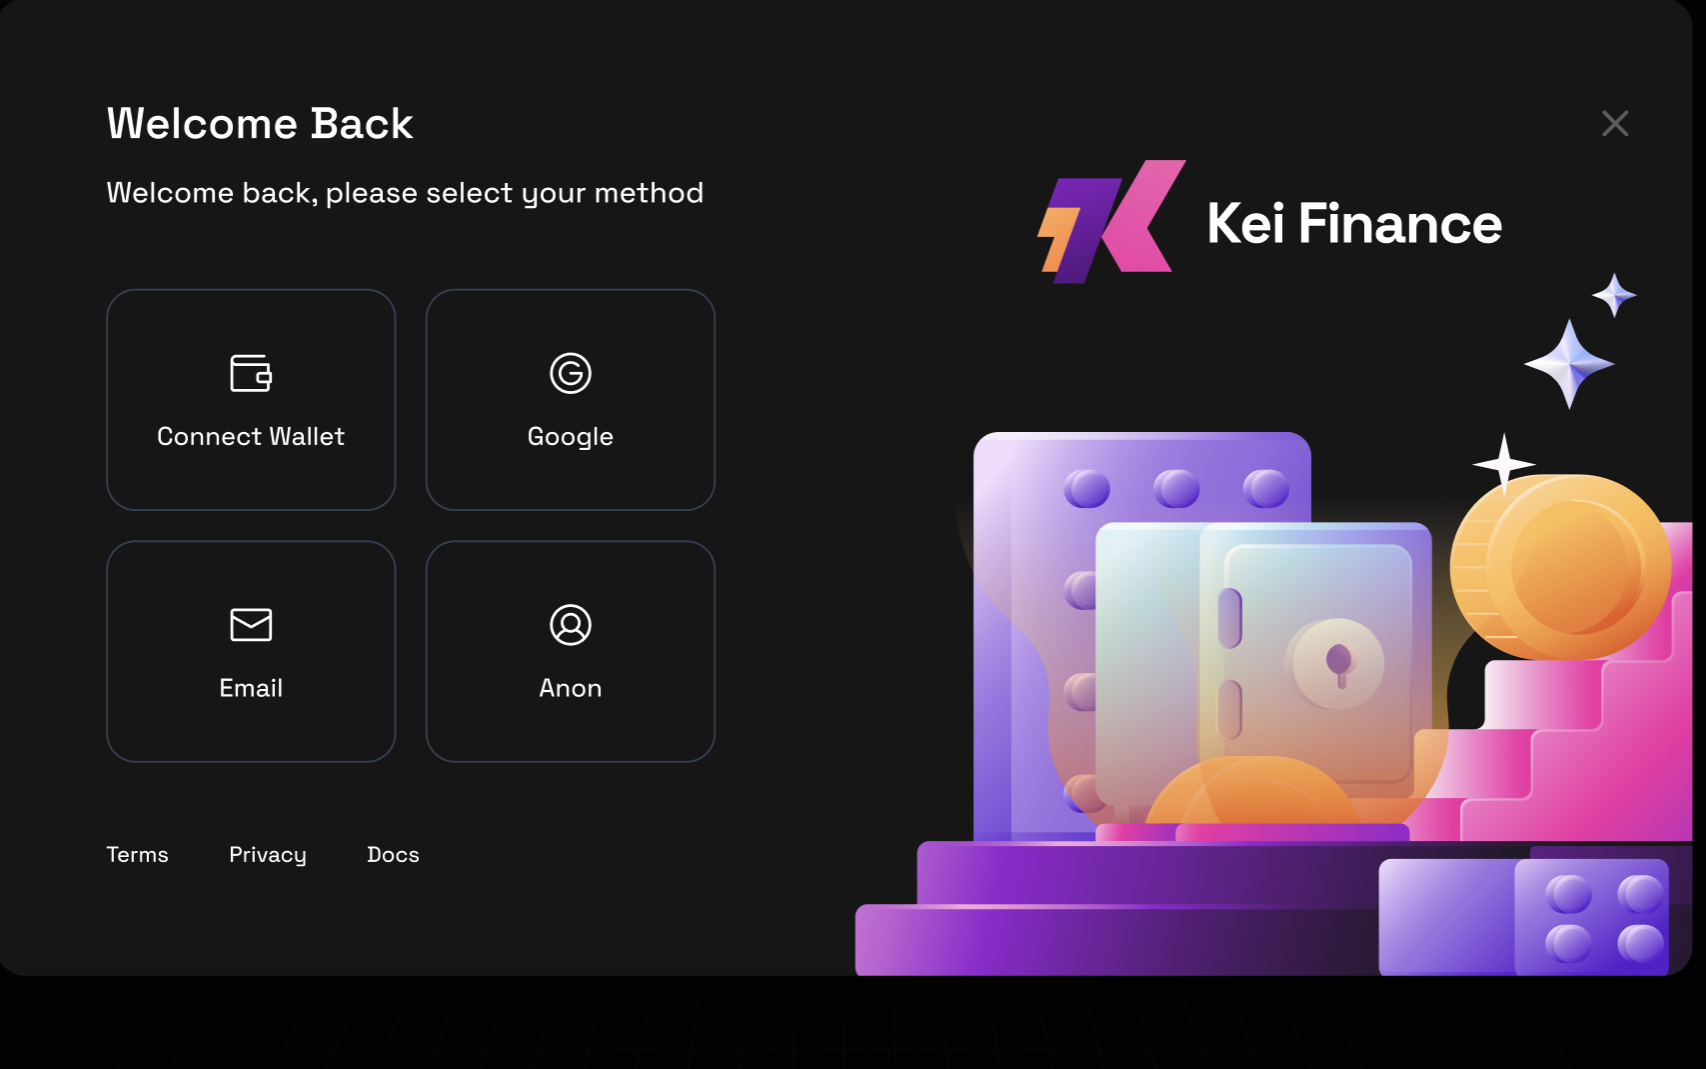 Welcome Back
Welcome back, please select your method
Kei Finance
Connect Wallet
Google
Email
Anon
Terms
Privacy
Docs